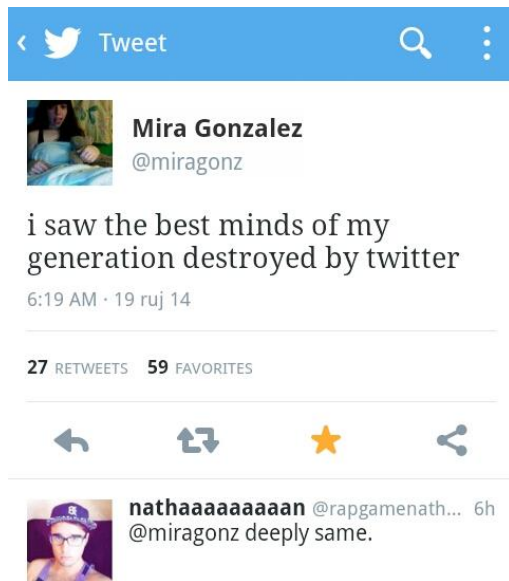 Tweet
Mira Gonzalez
@miragonz
i saw the best minds of my
generation destroyed by twitter
6:19 AM · 19 ruj 14
27 RETWEETS 59 FAVORITES
nathaaaaaaaaan @rapgamenath... 6h
@miragonz deeply same.